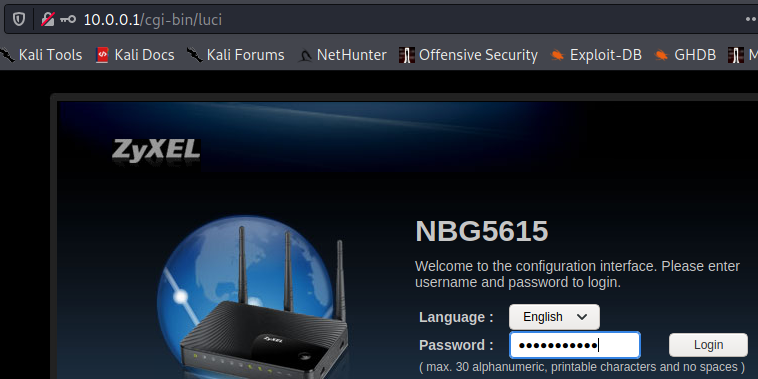 10.0.0.1/cgi-bin/luci
Kali Tools Kali Docs Kali Forums NetHunter Offensive Security Exploit-DB GHDB M
ZyXEL
NBG5615
Welcome to the configuration interface. Please enter
username and password to login.
Language : English
Password : ●●●●●●●●●●● Login
( max. 30 alphanumeric, printable characters and no spaces )